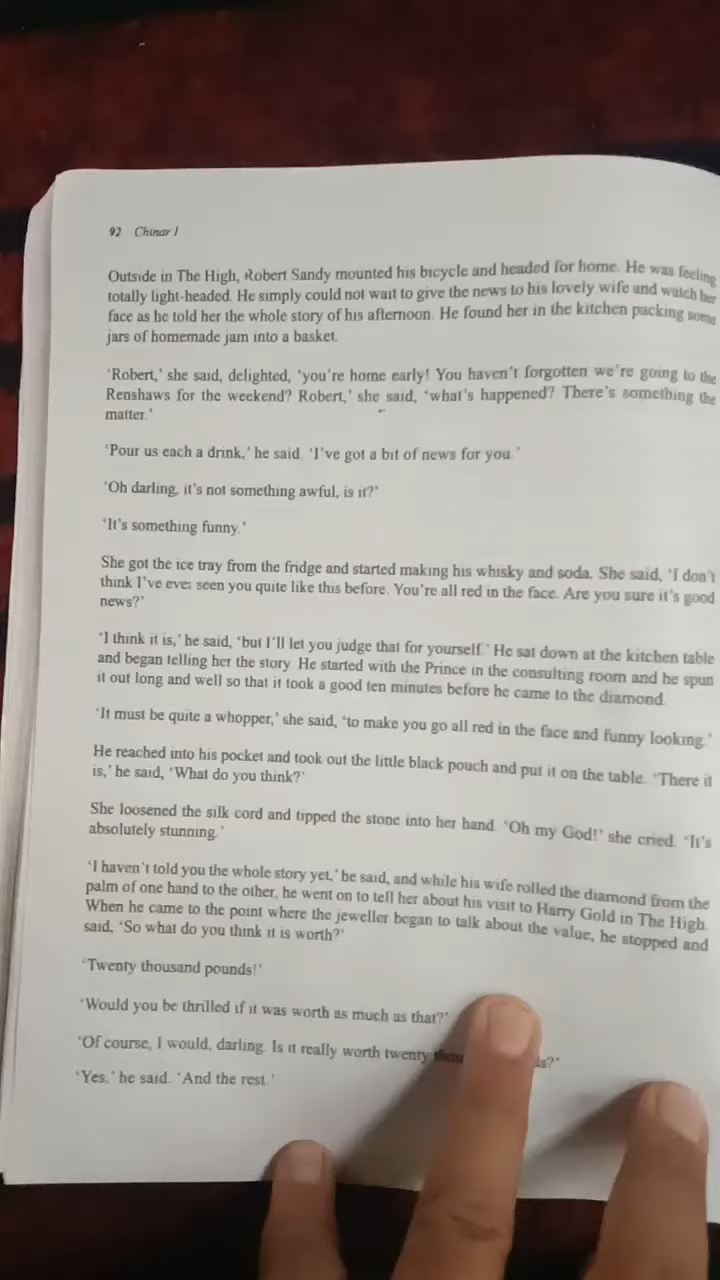 92 Chinar I
Outside in The High, Robert Sandy mounted his bicycle and headed for home. He was feeling
totally light-headed. He simply could not wait to give the news to his lovely wife and watch her
face as he told her the whole story of his afternoon. He found her in the kitchen packing some
jars of homemade jam into a basket.
‘Robert,’ she said, delighted, ‘you’re home early! You haven’t forgotten we’re going to the
Renshaws for the weekend? Robert,’ she said, ‘what’s happened? There’s something the
matter.’
‘Pour us each a drink,’ he said. ‘I’ve got a bit of news for you.’
‘Oh darling, it’s not something awful, is it?’
‘It’s something funny.’
She got the ice tray from the fridge and started making his whisky and soda. She said, ‘I don’t
think I’ve ever seen you quite like this before. You’re all red in the face. Are you sure it’s good
news?’
‘I think it is,’ he said, ‘but I’ll let you judge that for yourself.’ He sat down at the kitchen table
and began telling her the story. He started with the Prince in the consulting room and he spun
it out long and well so that it took a good ten minutes before he came to the diamond.
‘It must be quite a whopper,’ she said, ‘to make you go all red in the face and funny looking.’
He reached into his pocket and took out the little black pouch and put it on the table. ‘There it
is,’ he said, ‘What do you think?’
She loosened the silk cord and tipped the stone into her hand. ‘Oh my God!’ she cried. ‘It’s
absolutely stunning.’
‘I haven’t told you the whole story yet,’ he said, and while his wife rolled the diamond from the
palm of one hand to the other, he went on to tell her about his visit to Harry Gold in The High.
When he came to the point where the jeweller began to talk about the value, he stopped and
said, ‘So what do you think it is worth?’
‘Twenty thousand pounds!’
‘Would you be thrilled if it was worth as much as that?’
‘Of course, I would, darling. Is it really worth twenty
‘Yes,’ he said. ‘And the rest.’